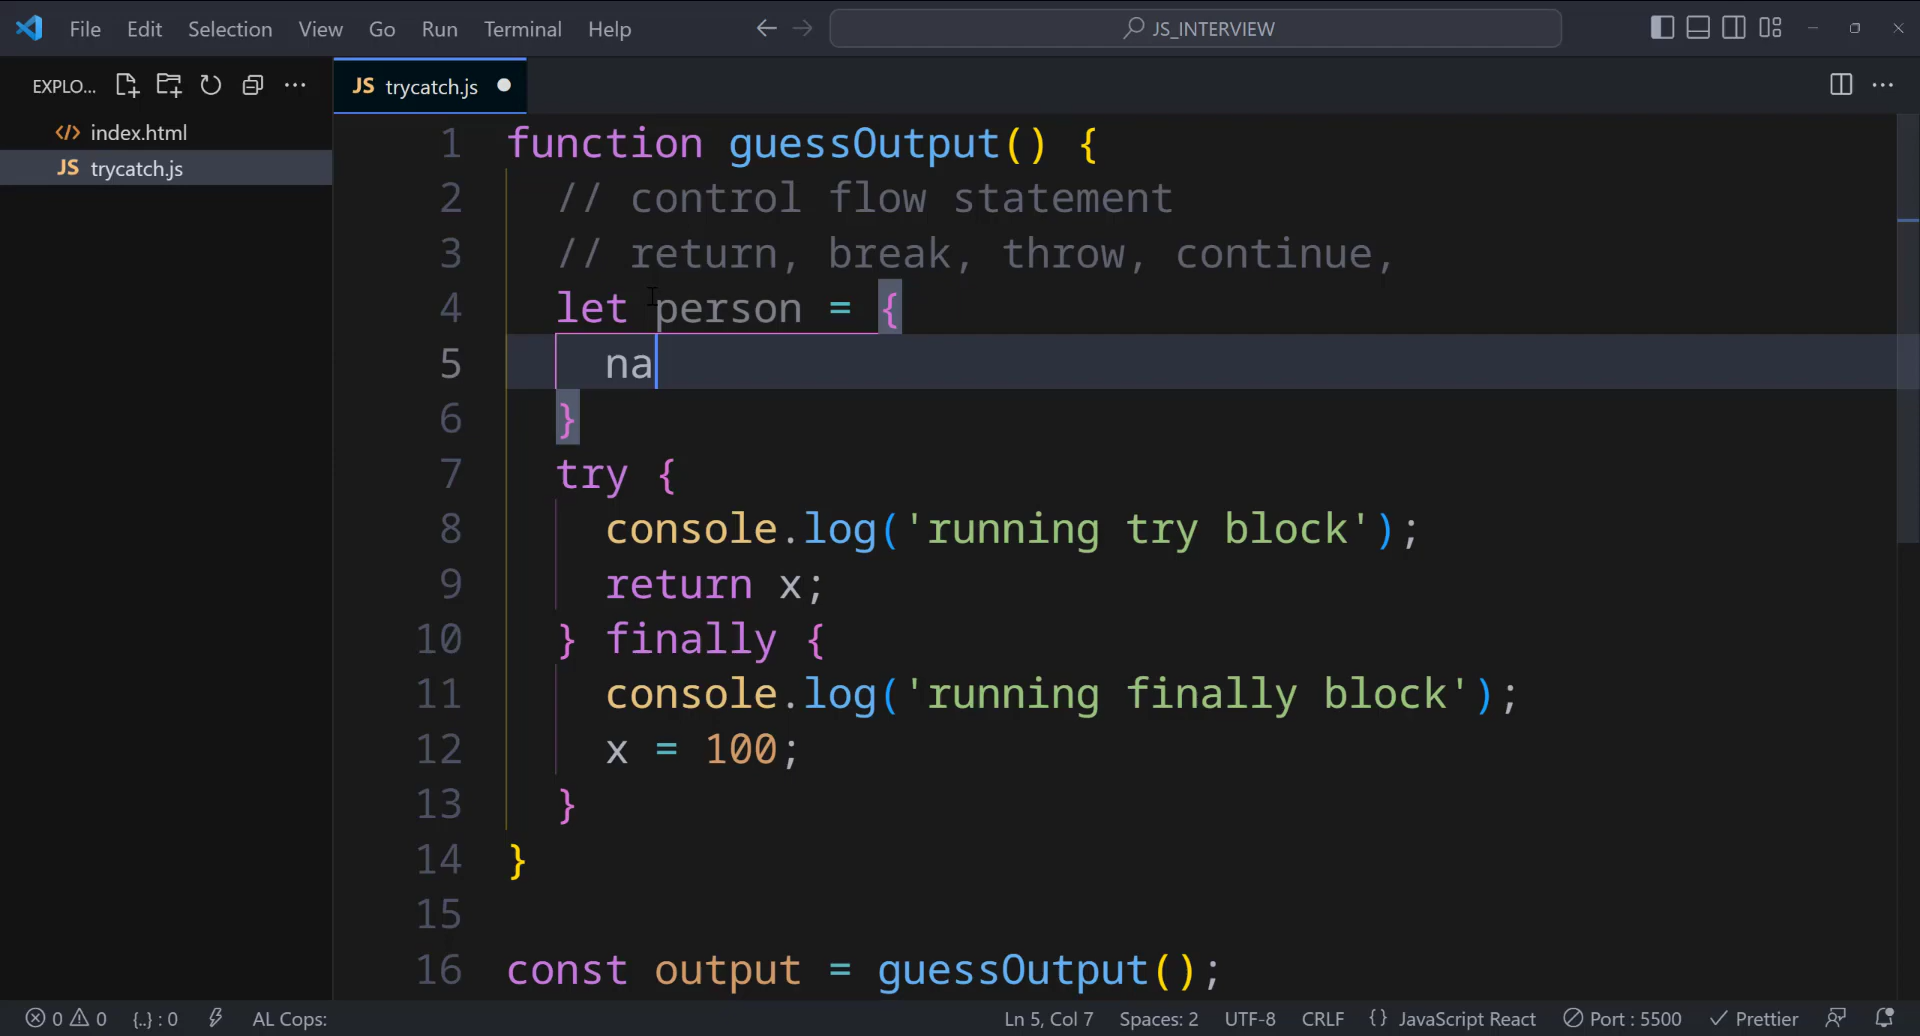 File Edit Selection View Go Run Terminal Help JS_INTERVIEW
EXPLO...
JS trycatch.js
index.html
JS trycatch.js
1 function guessOutput() {
2 // control flow statement
3 // return, break, throw, continue,
4 let person = {
5 na
6 }
7 try {
8 console.log('running try block');
9 return x;
10 } finally {
11 console.log('running finally block');
12 x = 100;
13 }
14 }
15
16 const output = guessOutput();
0 0 {..} : 0 AL Cops: Ln 5, Col 7 Spaces: 2 UTF-8 CRLF {} JavaScript React Port : 5500 Prettier